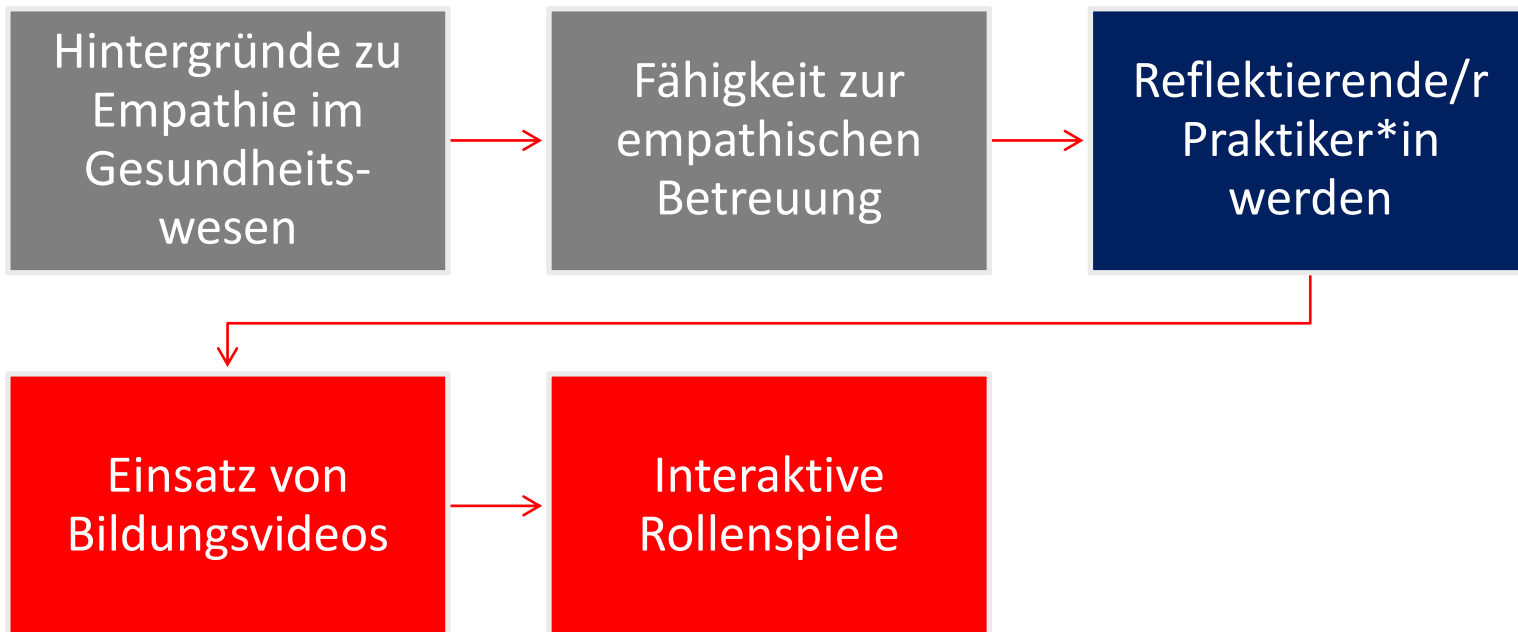 Hintergründe zu
Empathie im
Gesundheits-
wesen
Fähigkeit zur
empathischen
Betreuung
Reflektierende/r
Praktiker*in
werden
Einsatz von
Bildungsvideos
Interaktive
Rollenspiele